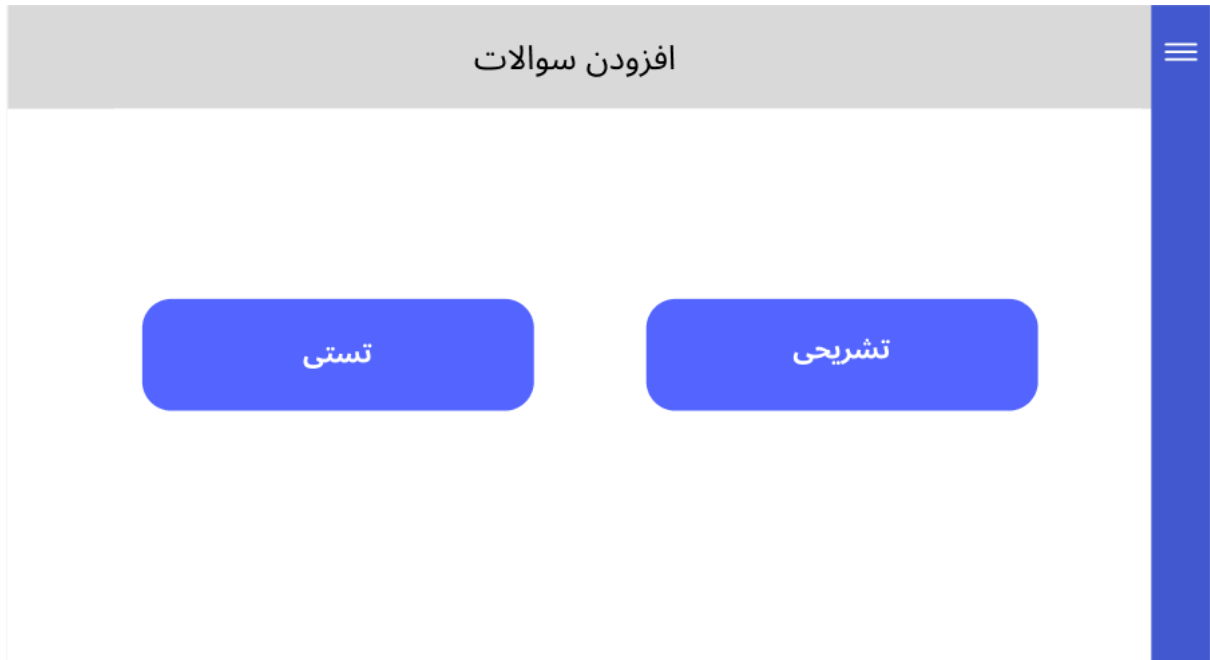 افزودن سوالات
تشریحی
تستی